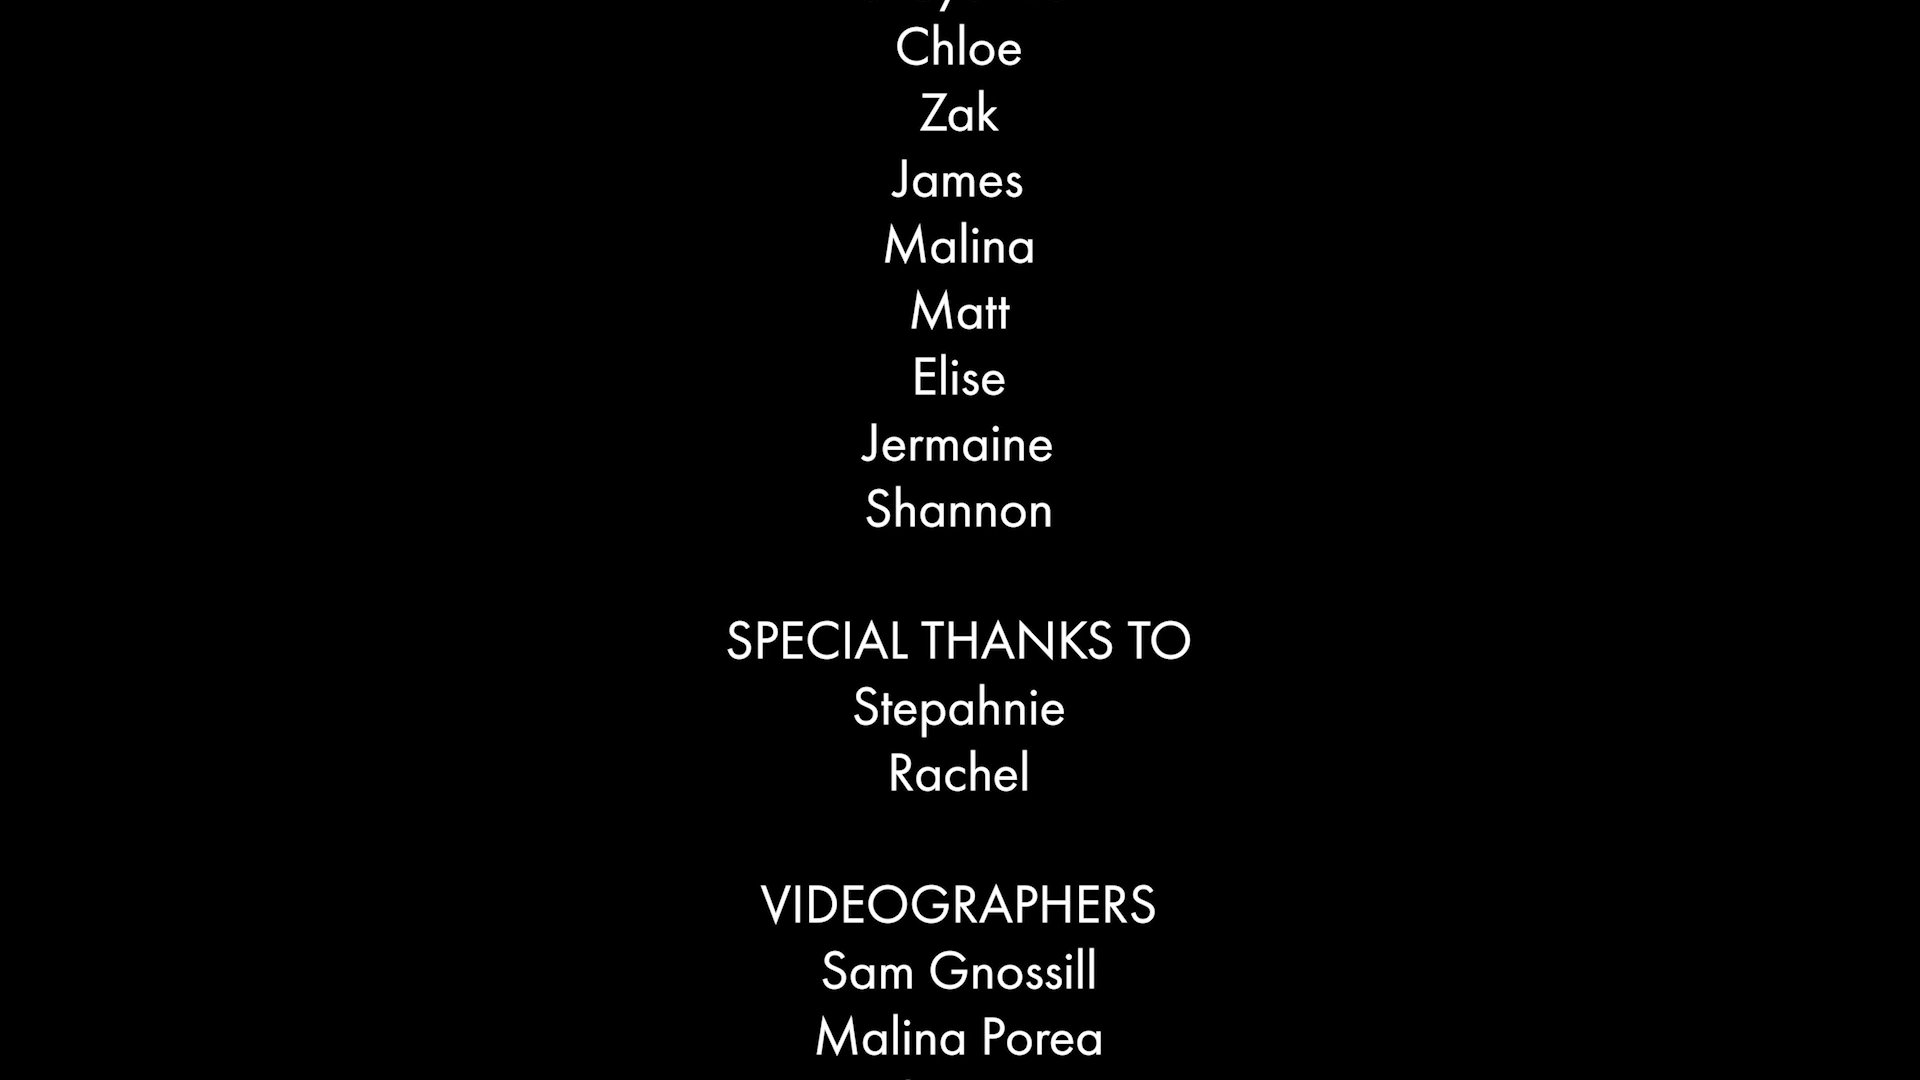 Chloe
Zak
James
Malina
Matt
Elise
Jermaine
Shannon
SPECIAL THANKS TO
Stepahnie
Rachel
VIDEOGRAPHERS
Sam Gnossill
Malina Porea